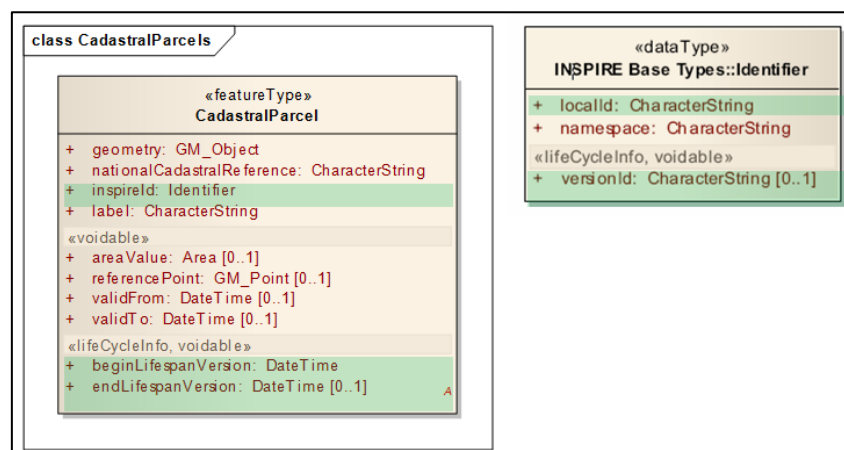 class CadastralParcels
«featureType»
CadastralParcel
+ geometry: GM_Object
+ nationalCadastralReference: CharacterString
+ inspireId: Identifier
+ label: CharacterString
«voidable»
+ areaValue: Area [0..1]
+ referencePoint: GM_Point [0..1]
+ validFrom: DateTime [0..1]
+ validTo: DateTime [0..1]
«lifeCycleInfo, voidable»
+ beginLifespanVersion: DateTime
+ endLifespanVersion: DateTime [0..1]
A
«dataType»
INSPIRE Base Types::Identifier
+ localId: CharacterString
+ namespace: CharacterString
«lifeCycleInfo, voidable»
+ versionId: CharacterString [0..1]